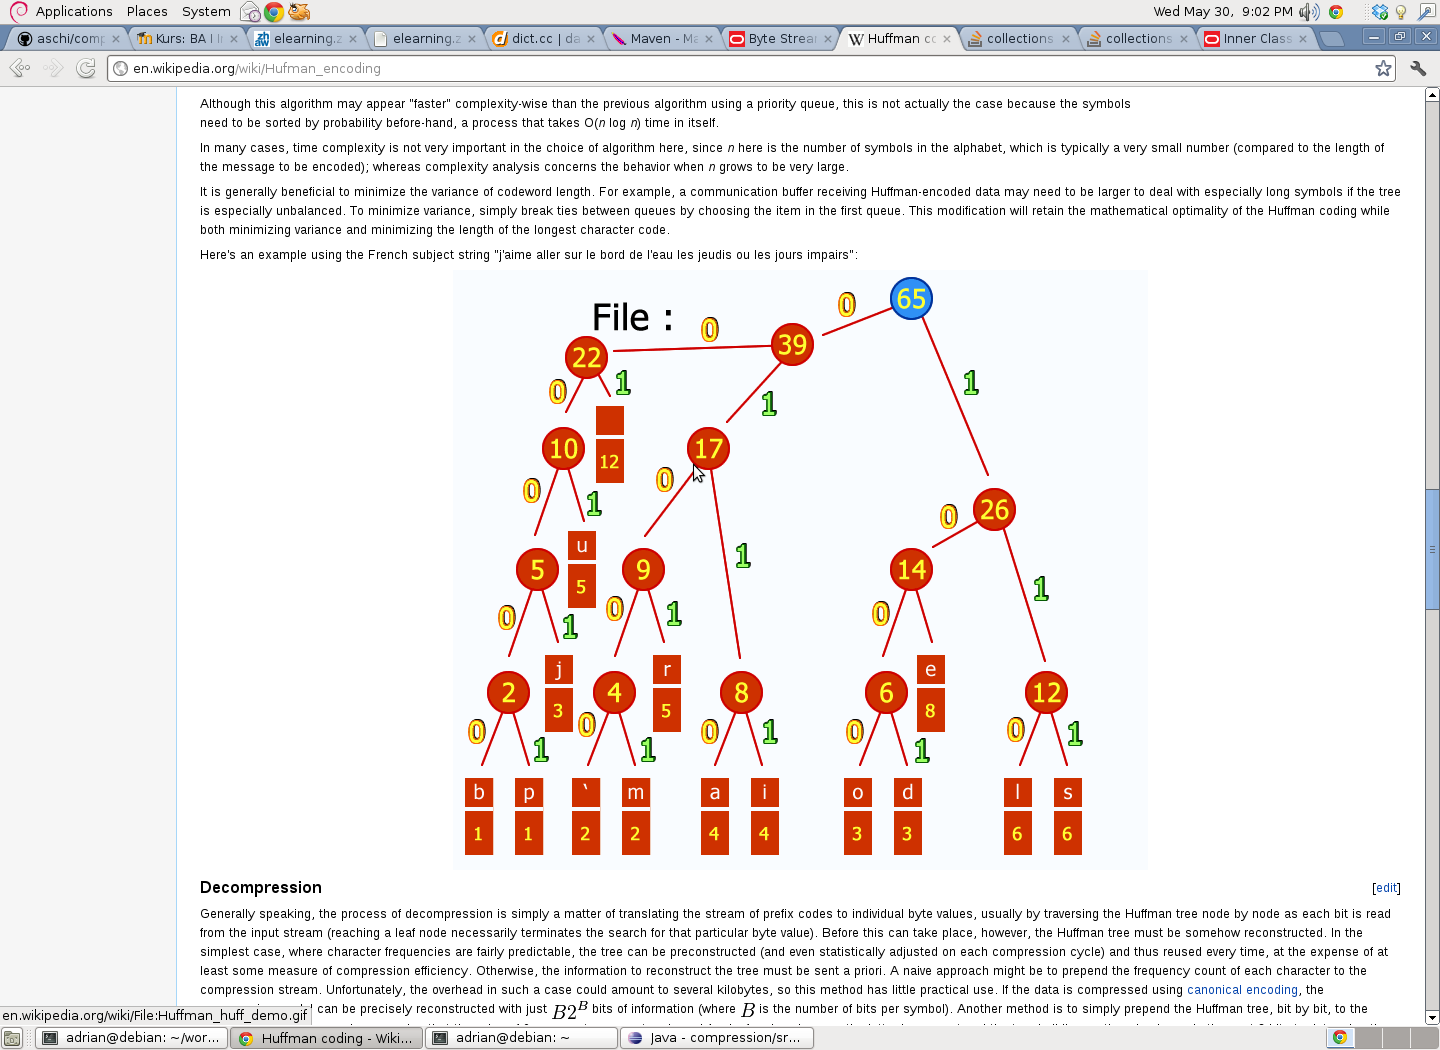 Applications Places System Wed May 30, 9:02 PM
aschi/comp Kurs: BA I In elearning.z elearning.z dict.cc | da Maven - Ma Byte Strea Huffman co collections collections Inner Class
en.wikipedia.org/wiki/Hufman_encoding
Although this algorithm may appear "faster" complexity-wise than the previous algorithm using a priority queue, this is not actually the case because the symbols
need to be sorted by probability before-hand, a process that takes O(n log n) time in itself.
In many cases, time complexity is not very important in the choice of algorithm here, since n here is the number of symbols in the alphabet, which is typically a very small number (compared to the length of
the message to be encoded); whereas complexity analysis concerns the behavior when n grows to be very large.
It is generally beneficial to minimize the variance of codeword length. For example, a communication buffer receiving Huffman-encoded data may need to be larger to deal with especially long symbols if the tree
is especially unbalanced. To minimize variance, simply break ties between queues by choosing the item in the first queue. This modification will retain the mathematical optimality of the Huffman coding while
both minimizing variance and minimizing the length of the longest character code.
Here's an example using the French subject string "j'aime aller sur le bord de l'eau les jeudis ou les jours impairs":
0 65
File : 0 39
22
0 1 1 1
10 12 17
0 1 0 26
0
u
5 5 9 1 14
0 1 0 1 0 1
j r e
2 3 4 5 8 6 8 12
0 1 0 1 0 1 0 1 0 1
b p ` m a i o d l s
1 1 2 2 4 4 3 3 6 6
Decompression [edit]
Generally speaking, the process of decompression is simply a matter of translating the stream of prefix codes to individual byte values, usually by traversing the Huffman tree node by node as each bit is read
from the input stream (reaching a leaf node necessarily terminates the search for that particular byte value). Before this can take place, however, the Huffman tree must be somehow reconstructed. In the
simplest case, where character frequencies are fairly predictable, the tree can be preconstructed (and even statistically adjusted on each compression cycle) and thus reused every time, at the expense of at
least some measure of compression efficiency. Otherwise, the information to reconstruct the tree must be sent a priori. A naive approach might be to prepend the frequency count of each character to the
compression stream. Unfortunately, the overhead in such a case could amount to several kilobytes, so this method has little practical use. If the data is compressed using canonical encoding, the
can be precisely reconstructed with just B2^B bits of information (where B is the number of bits per symbol). Another method is to simply prepend the Huffman tree, bit by bit, to the
en.wikipedia.org/wiki/File:Huffman_huff_demo.gif
adrian@debian: ~/wor... Huffman coding - Wiki... adrian@debian: ~ Java - compression/sr...